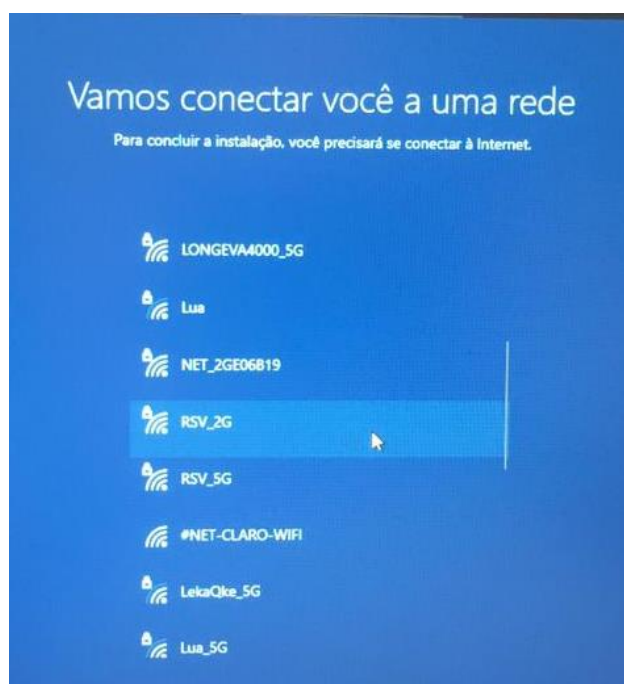 Vamos conectar você a uma rede
Para concluir a instalação, você precisará se conectar à Internet.
LONGEVA4000_5G
Lua
NET_2GE06B19
RSV_2G
RSV_5G
#NET-CLARO-WIFI
LekaQke_5G
Lua_5G